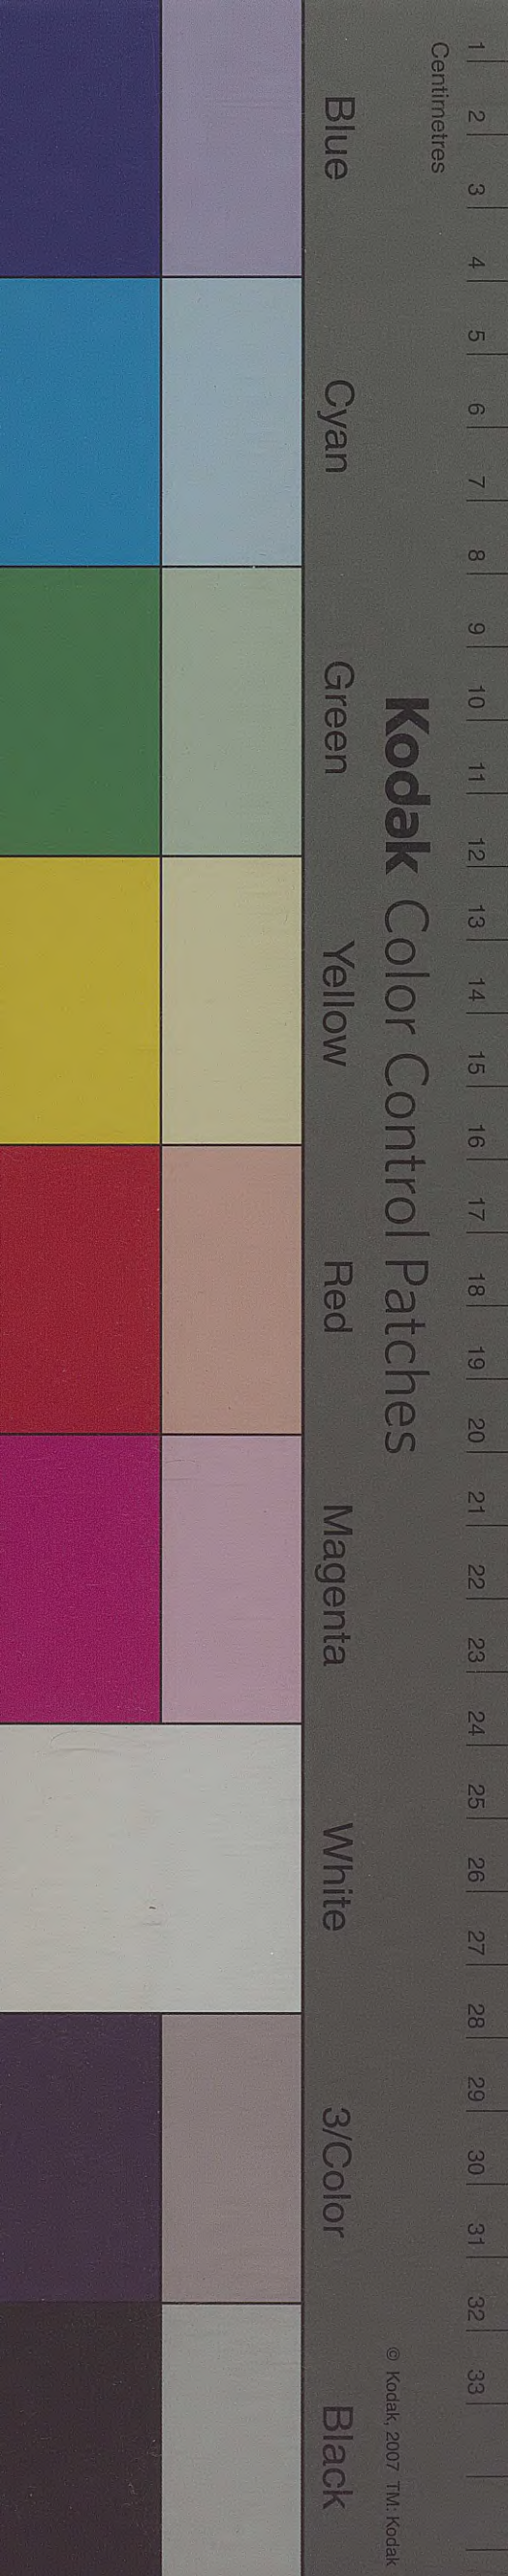 Centimetres
1 2 3 4 5 6 7 8 9 10 11 12 13 14 15 16 17 18 19 20 21 22 23 24 25 26 27 28 29 30 31 32 33
Kodak Color Control Patches
© Kodak, 2007 TM: Kodak
Blue Cyan Green Yellow Red Magenta White 3/Color Black